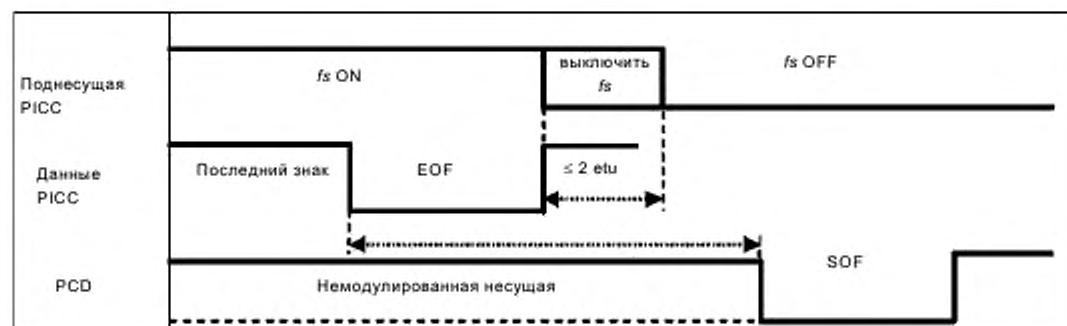 Поднесущая
PICC
fs ON
выключить
fs
fs OFF
Данные
PICC
Последний знак
EOF
≤ 2 etu
PCD
Немодулированная несущая
SOF